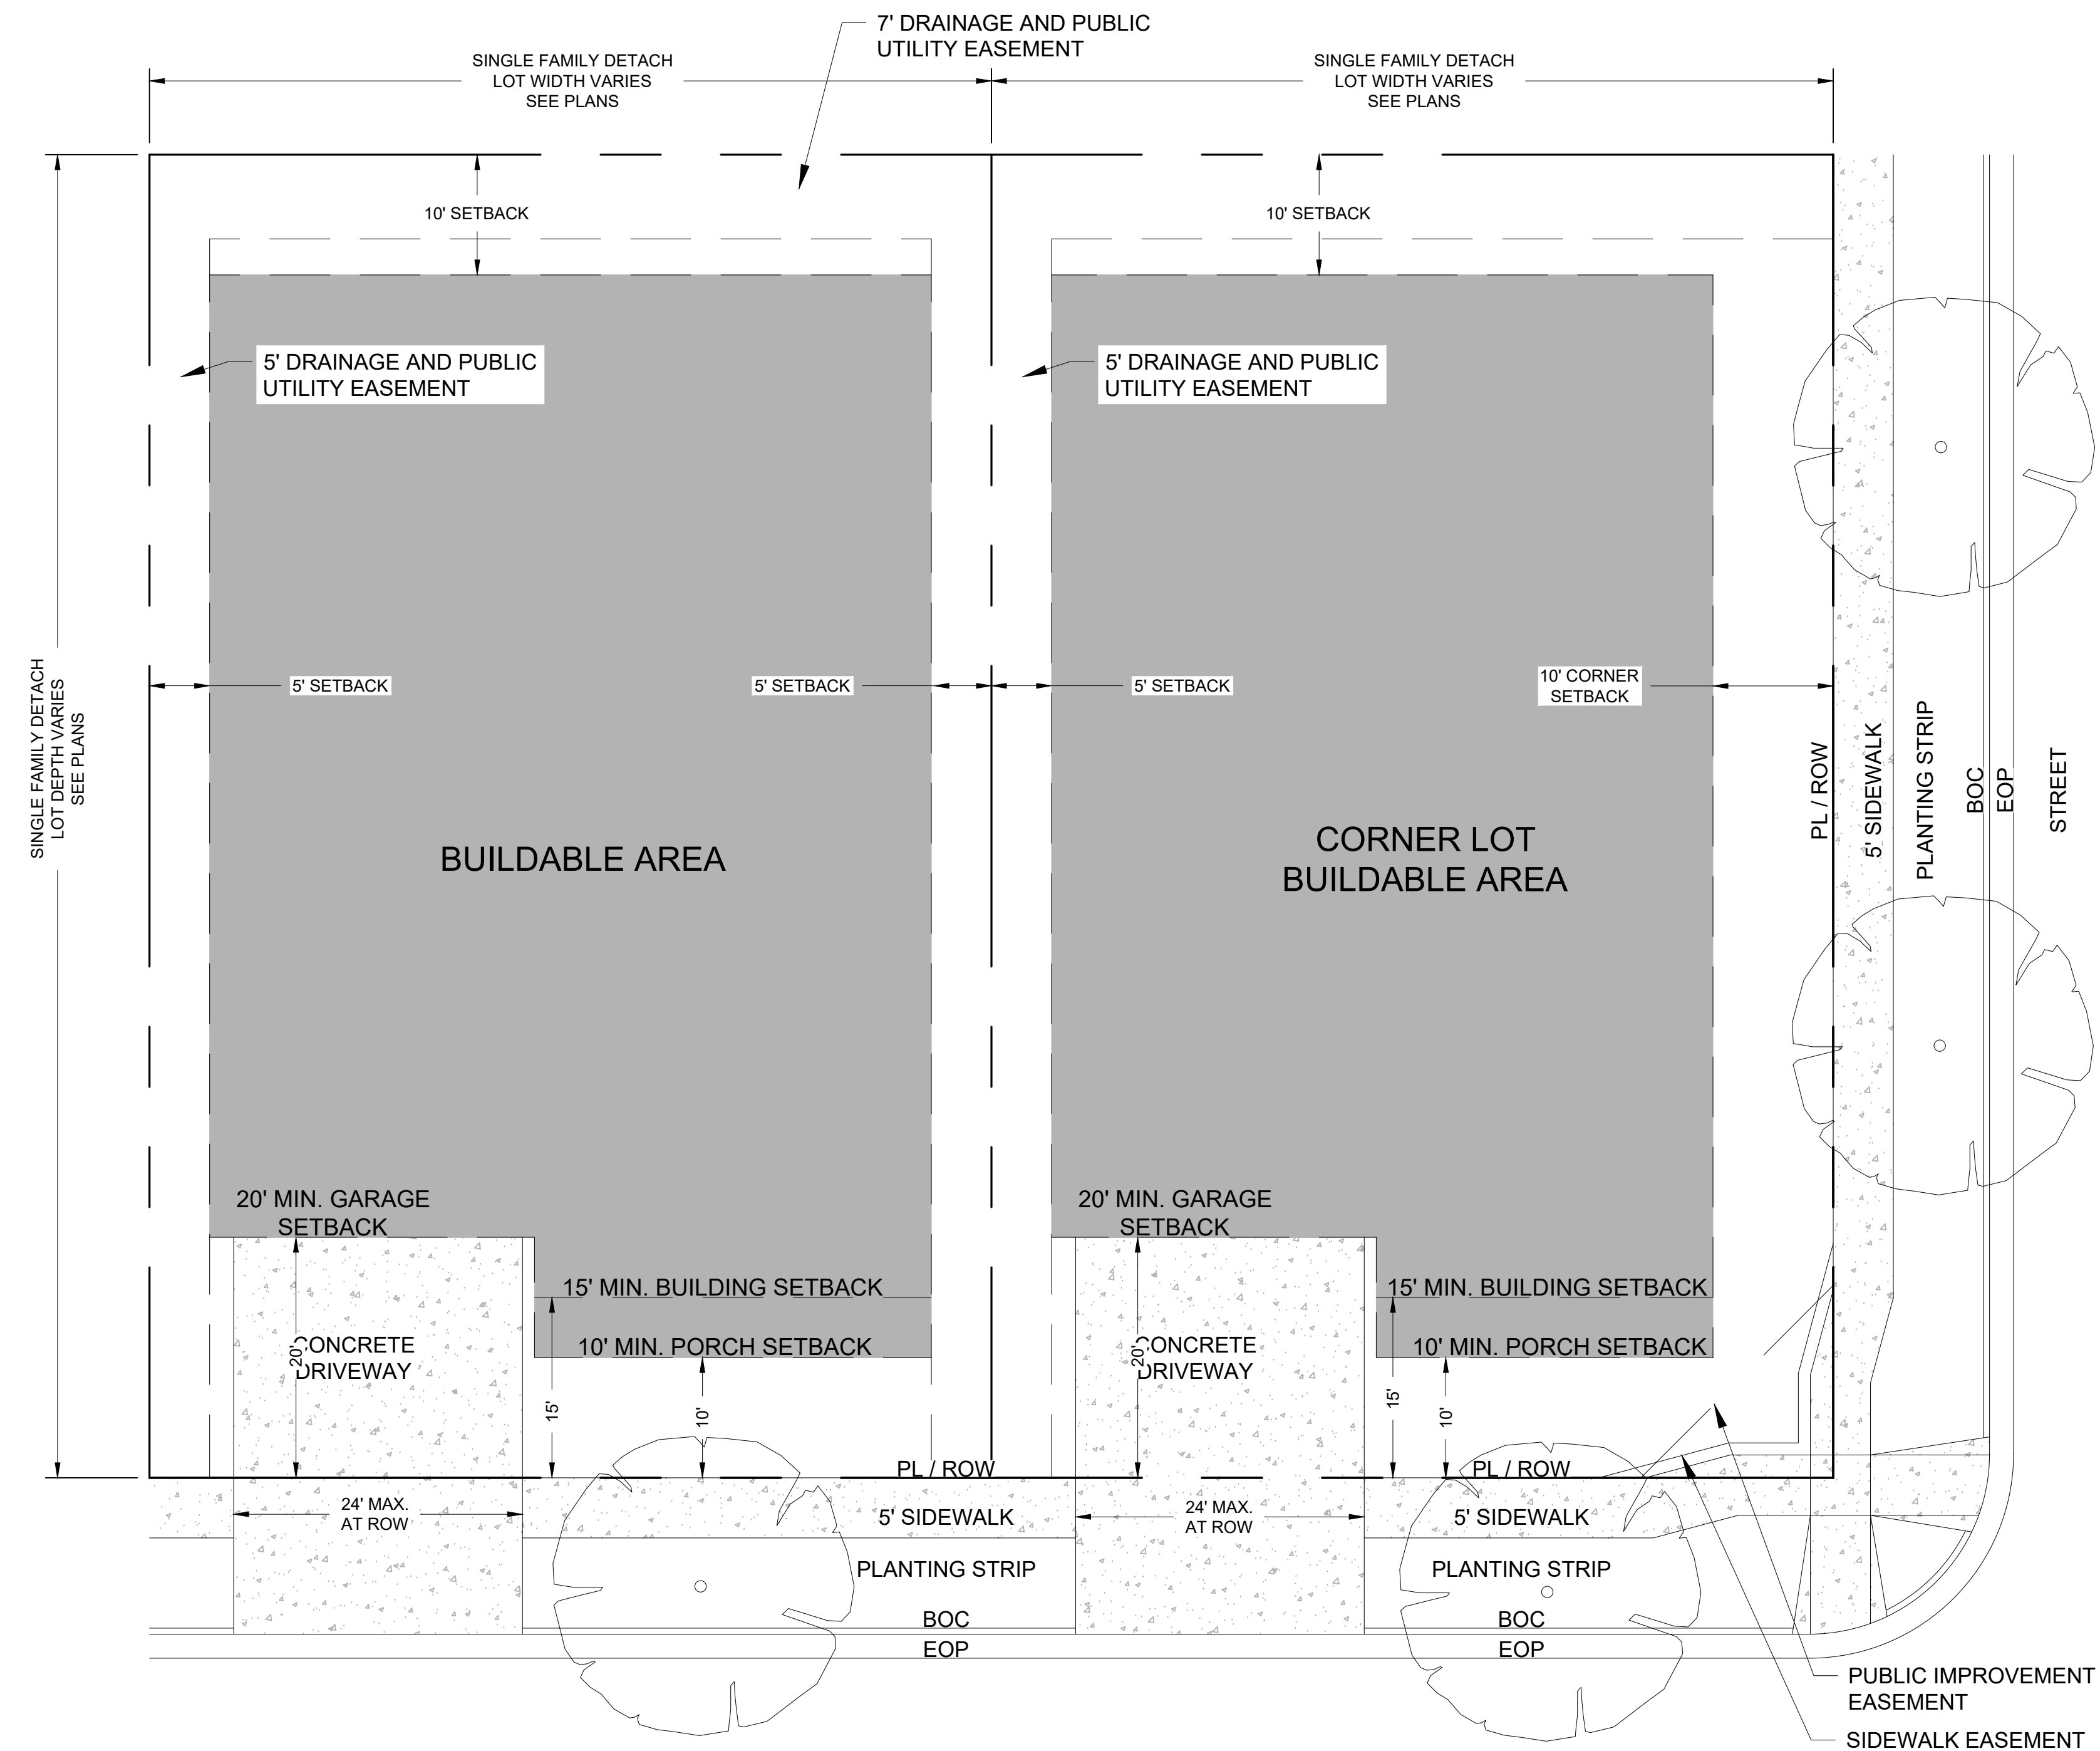 7' DRAINAGE AND PUBLIC
UTILITY EASEMENT
SINGLE FAMILY DETACH
LOT WIDTH VARIES
SEE PLANS
SINGLE FAMILY DETACH
LOT WIDTH VARIES
SEE PLANS
10' SETBACK
10' SETBACK
5' DRAINAGE AND PUBLIC
UTILITY EASEMENT
5' DRAINAGE AND PUBLIC
UTILITY EASEMENT
5' SETBACK
5' SETBACK
5' SETBACK
10' CORNER
SETBACK
SINGLE FAMILY DETACH
LOT DEPTH VARIES
SEE PLANS
BUILDABLE AREA
CORNER LOT
BUILDABLE AREA
PL / ROW
5' SIDEWALK
PLANTING STRIP
BOC
EOP
STREET
20' MIN. GARAGE
SETBACK
20' MIN. GARAGE
SETBACK
15' MIN. BUILDING SETBACK
15' MIN. BUILDING SETBACK
10' MIN. PORCH SETBACK
10' MIN. PORCH SETBACK
CONCRETE
DRIVEWAY
20'
15'
10'
CONCRETE
DRIVEWAY
20'
15'
10'
PL / ROW
PL / ROW
24' MAX.
AT ROW
5' SIDEWALK
24' MAX.
AT ROW
5' SIDEWALK
PLANTING STRIP
PLANTING STRIP
BOC
BOC
EOP
EOP
PUBLIC IMPROVEMENT
EASEMENT
SIDEWALK EASEMENT